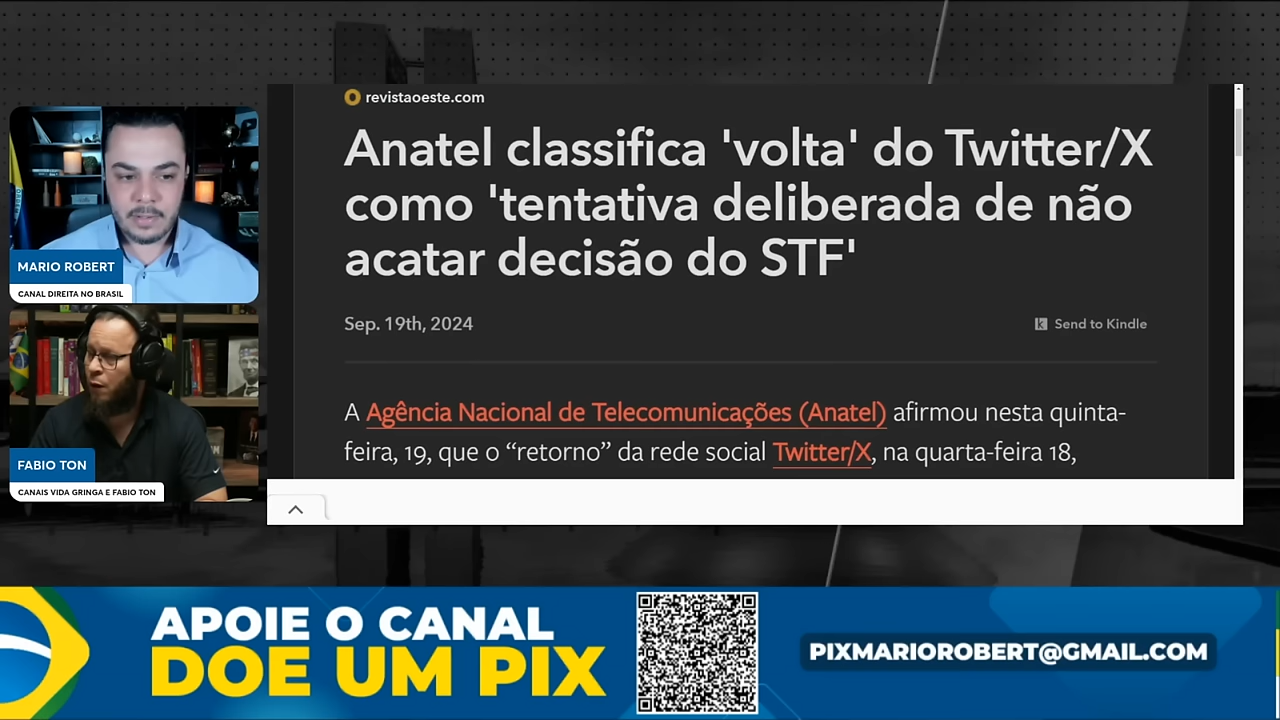 MARIO ROBERT
CANAL DIREITA NO BRASIL
FABIO TON
CANAIS VIDA GRINGA E FABIO TON
revistaoeste.com
Anatel classifica 'volta' do Twitter/X
como 'tentativa deliberada de não
acatar decisão do STF'
Sep. 19th, 2024
Send to Kindle
A Agência Nacional de Telecomunicações (Anatel) afirmou nesta quinta-
feira, 19, que o “retorno” da rede social Twitter/X, na quarta-feira 18,
APOIE O CANAL
DOE UM PIX
PIXMARIOROBERT@GMAIL.COM